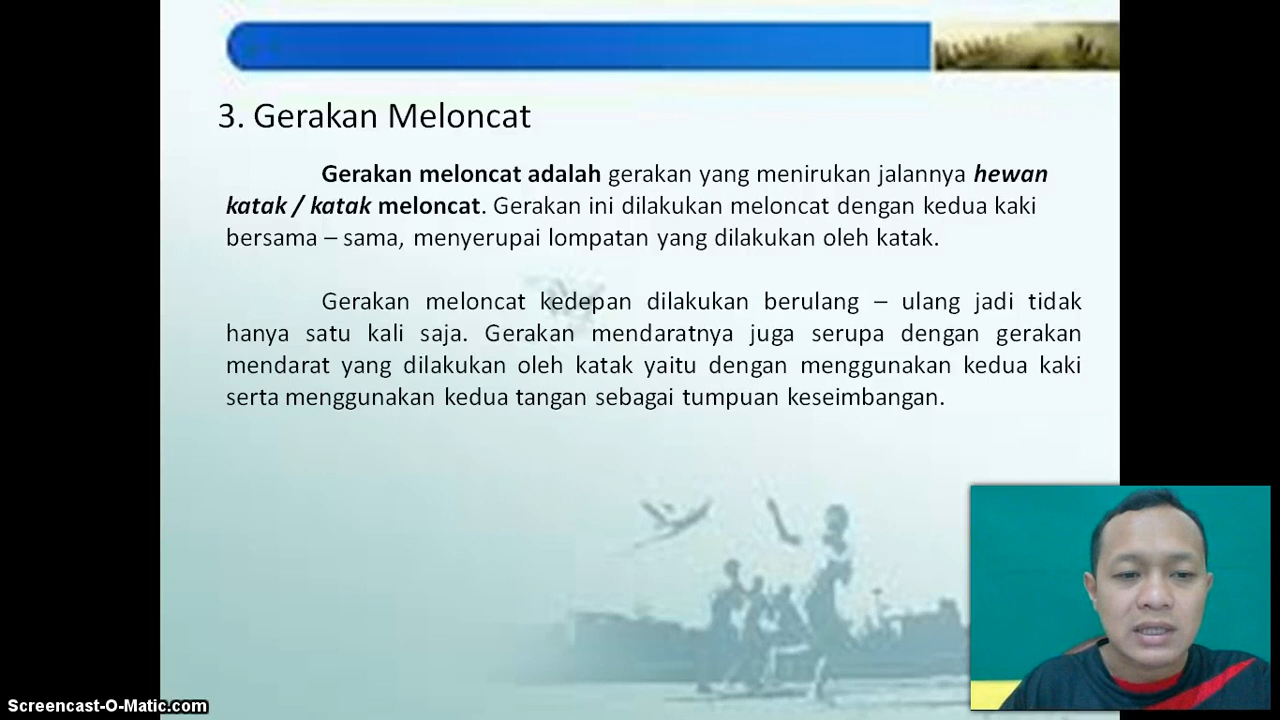 3. Gerakan Meloncat
Gerakan meloncat adalah gerakan yang menirukan jalannya hewan
katak / katak meloncat. Gerakan ini dilakukan meloncat dengan kedua kaki
bersama – sama, menyerupai lompatan yang dilakukan oleh katak.
Gerakan meloncat kedepan dilakukan berulang – ulang jadi tidak
hanya satu kali saja. Gerakan mendaratnya juga serupa dengan gerakan
mendarat yang dilakukan oleh katak yaitu dengan menggunakan kedua kaki
serta menggunakan kedua tangan sebagai tumpuan keseimbangan.
Screencast-O-Matic.com